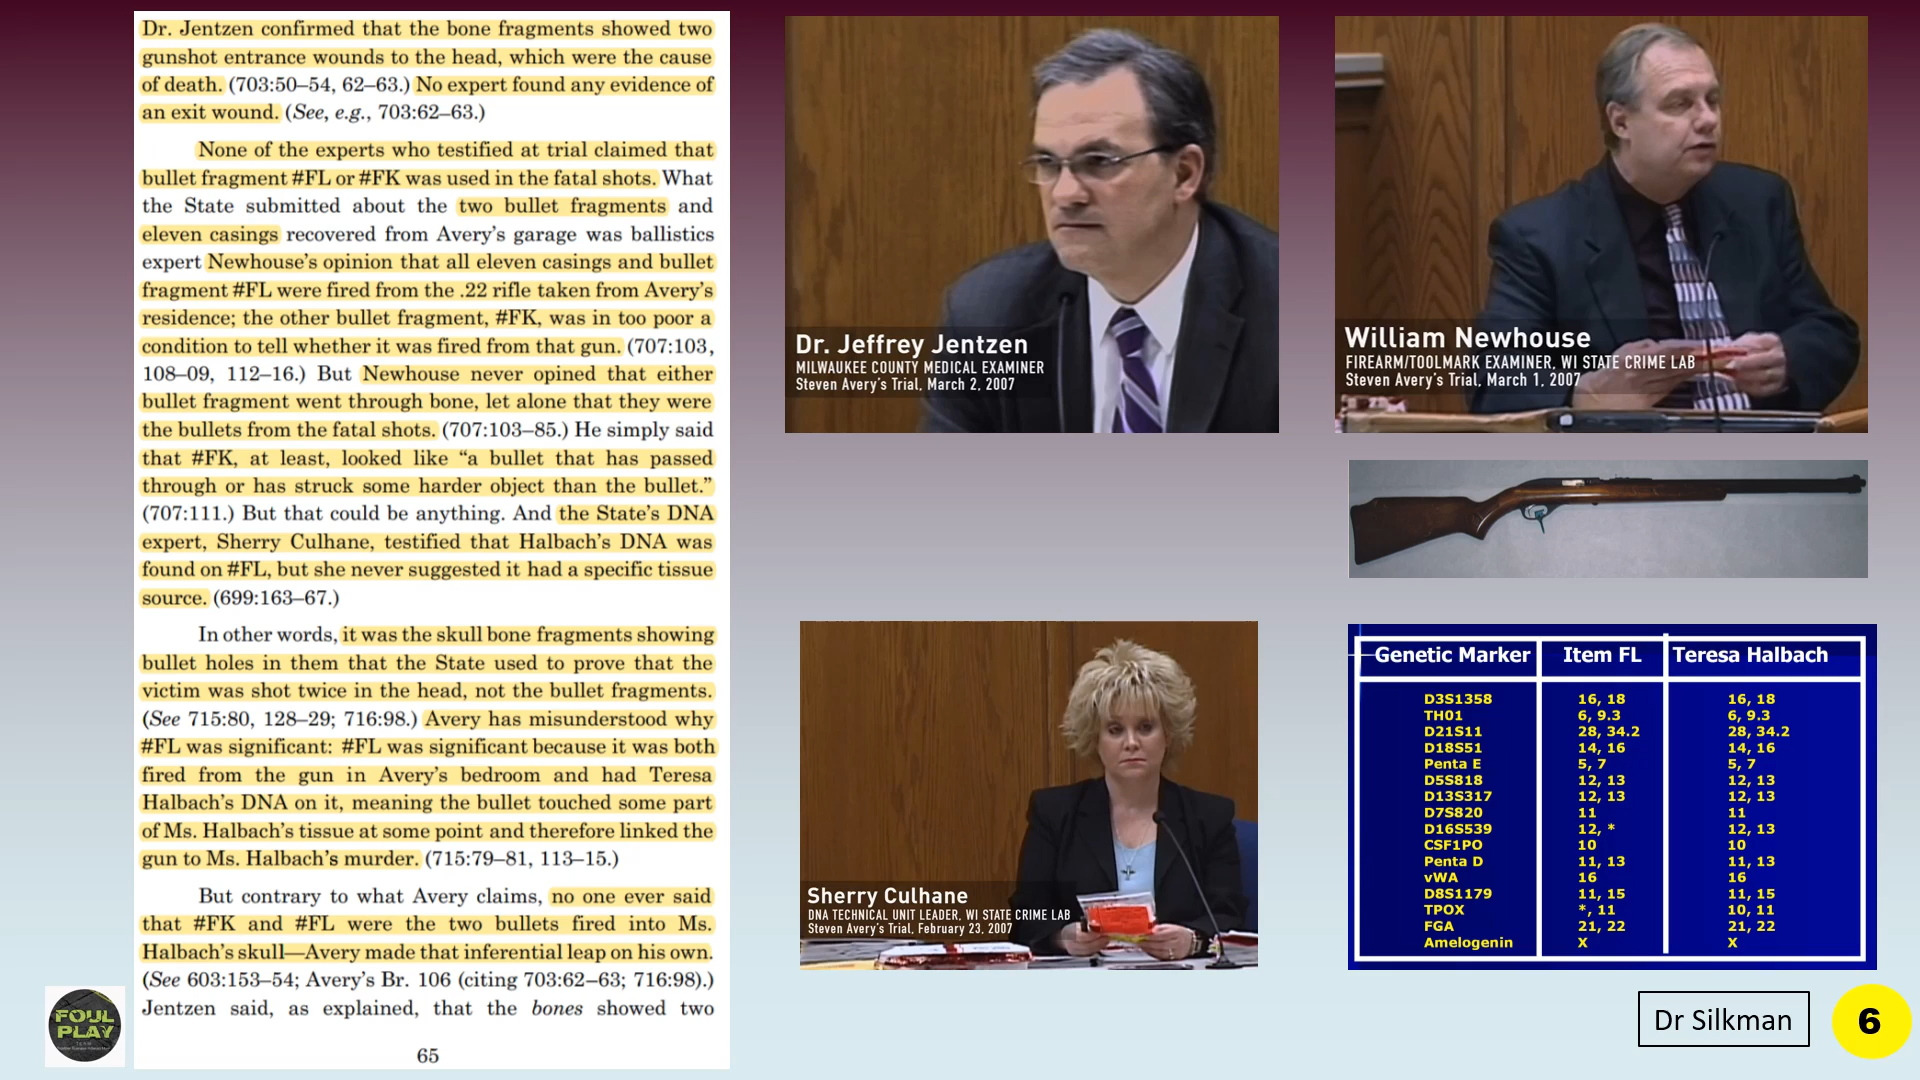 Dr. Jentzen confirmed that the bone fragments showed two
gunshot entrance wounds to the head, which were the cause
of death. (703:50–54, 62–63.) No expert found any evidence of
an exit wound. (See, e.g., 703:62–63.)
None of the experts who testified at trial claimed that
bullet fragment #FL or #FK was used in the fatal shots. What
the State submitted about the two bullet fragments and
eleven casings recovered from Avery’s garage was ballistics
expert Newhouse’s opinion that all eleven casings and bullet
fragment #FL were fired from the .22 rifle taken from Avery’s
residence; the other bullet fragment, #FK, was in too poor a
condition to tell whether it was fired from that gun. (707:103,
108–09, 112–16.) But Newhouse never opined that either
bullet fragment went through bone, let alone that they were
the bullets from the fatal shots. (707:103–85.) He simply said
that #FK, at least, looked like “a bullet that has passed
through or has struck some harder object than the bullet.”
(707:111.) But that could be anything. And the State’s DNA
expert, Sherry Culhane, testified that Halbach’s DNA was
found on #FL, but she never suggested it had a specific tissue
source. (699:163–67.)
In other words, it was the skull bone fragments showing
bullet holes in them that the State used to prove that the
victim was shot twice in the head, not the bullet fragments.
(See 715:80, 128–29; 716:98.) Avery has misunderstood why
#FL was significant: #FL was significant because it was both
fired from the gun in Avery’s bedroom and had Teresa
Halbach’s DNA on it, meaning the bullet touched some part
of Ms. Halbach’s tissue at some point and therefore linked the
gun to Ms. Halbach’s murder. (715:79–81, 113–15.)
But contrary to what Avery claims, no one ever said
that #FK and #FL were the two bullets fired into Ms.
Halbach’s skull—Avery made that inferential leap on his own.
(See 603:153–54; Avery’s Br. 106 (citing 703:62–63; 716:98).)
Jentzen said, as explained, that the bones showed two
65
FOUL
PLAY
Dr. Jeffrey Jentzen
MILWAUKEE COUNTY MEDICAL EXAMINER
Steven Avery's Trial, March 2, 2007
William Newhouse
FIREARM/TOOLMARK EXAMINER, WI STATE CRIME LAB
Steven Avery's Trial, March 1, 2007
Sherry Culhane
DNA TECHNICAL UNIT LEADER, WI STATE CRIME LAB
Steven Avery's Trial, February 23, 2007
Genetic Marker Item FL Teresa Halbach
D3S1358 16, 18 16, 18
TH01 6, 9.3 6, 9.3
D21S11 28, 34.2 28, 34.2
D18S51 14, 16 14, 16
Penta E 5, 7 5, 7
D5S818 12, 13 12, 13
D13S317 12, 13 12, 13
D7S820 11 11
D16S539 12, * 12, 13
CSF1PO 10 10
Penta D 11, 13 11, 13
vWA 16 16
D8S1179 11, 15 11, 15
TPOX *, 11 10, 11
FGA 21, 22 21, 22
Amelogenin X X
Dr Silkman
6